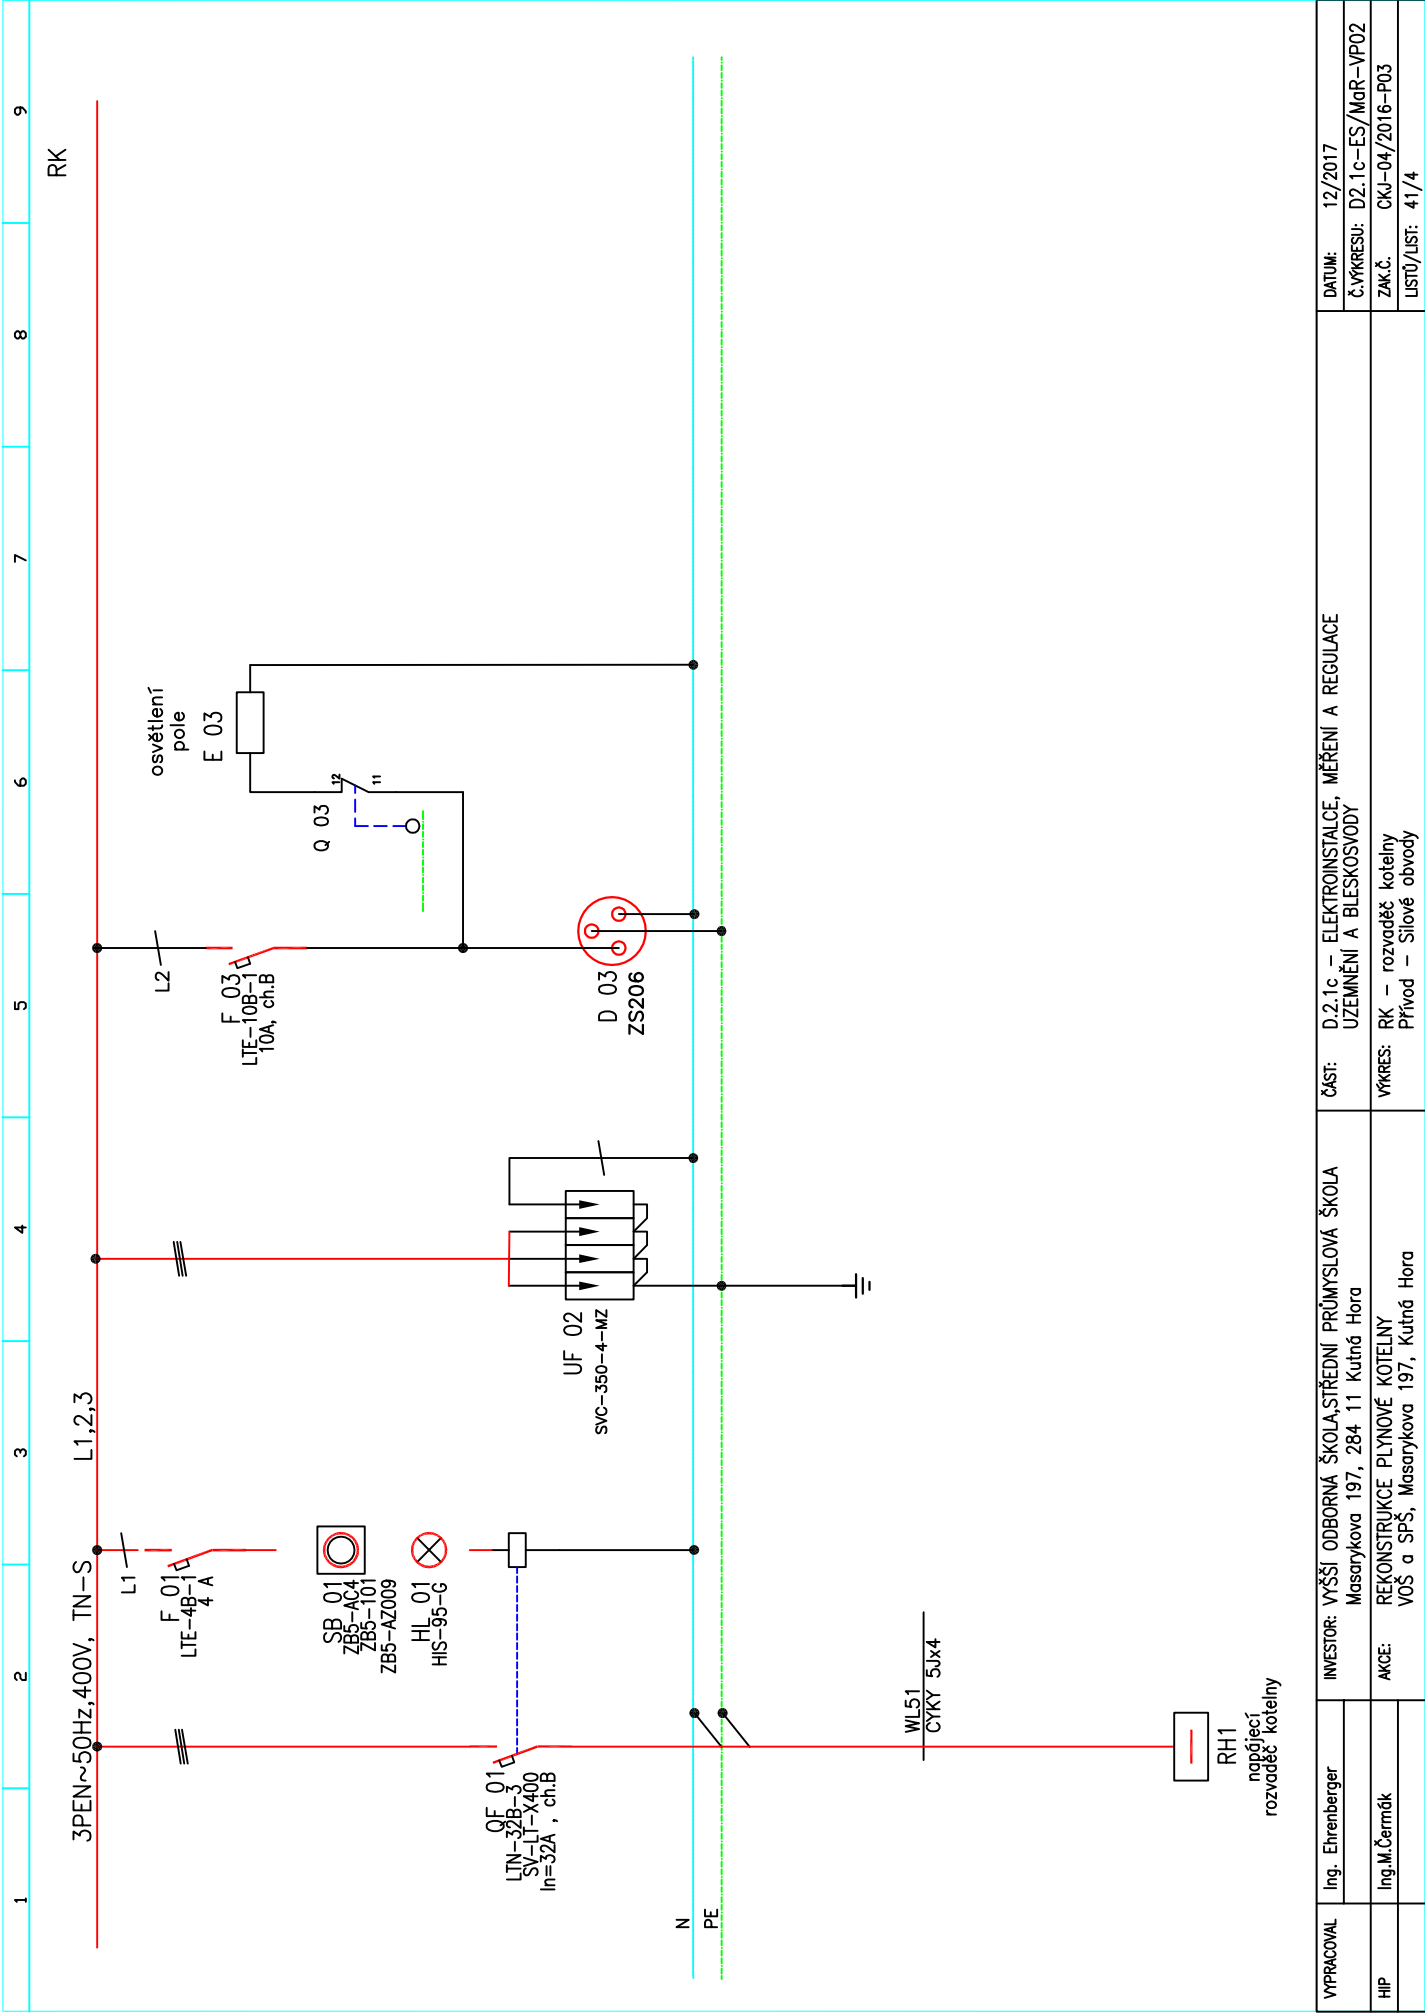 1 2 3 4 5 6 7 8 9
RK
3PEN~50Hz,400V, TN-S
L1,2,3
L1
F 01
LTE-4B-1
4 A
SB 01
ZB5-AC4
ZB5-101
ZB5-AZ009
HL 01
HIS-95-G
QF 01
LTN-32B-3
SV-LT-X400
In=32A , ch.B
UF 02
SVC-350-4-MZ
L2
F 03
LTE-10B-1
10A, ch.B
D 03
ZS206
osvětlení
pole
E 03
Q 03
12
11
N
PE
WL51
CYKY 5Jx4
RH1
napájecí
rozvaděč kotelny
VYPRACOVAL
Ing. Ehrenberger
HIP
Ing.M.Čermák
INVESTOR: VYŠŠÍ ODBORNÁ ŠKOLA,STŘEDNÍ PRŮMYSLOVÁ ŠKOLA
Masarykova 197, 284 11 Kutná Hora
AKCE: REKONSTRUKCE PLYNOVÉ KOTELNY
VOŠ a SPŠ, Masarykova 197, Kutná Hora
ČÁST: D.2.1c - ELEKTROINSTALCE, MĚŘENÍ A REGULACE
UZEMNĚNÍ A BLESKOSVODY
VÝKRES: RK - rozvaděč kotelny
Přívod - Silové obvody
DATUM: 12/2017
Č.VÝKRESU: D2.1c-ES/MaR-VP02
ZAK.Č. CKJ-04/2016-P03
LISTŮ/LIST: 41/4